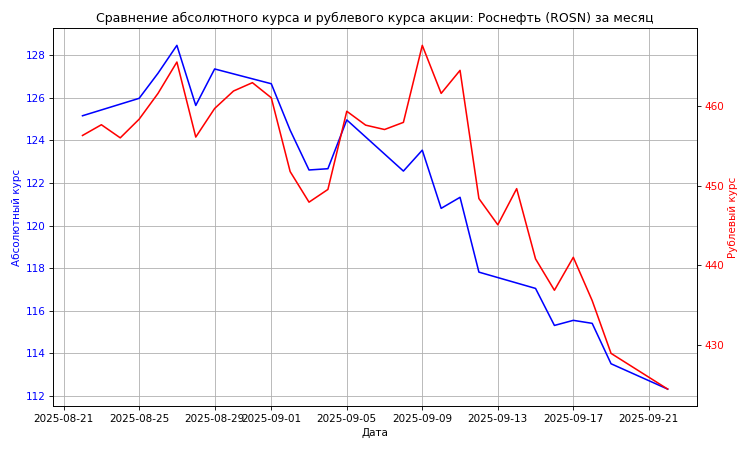 Сравнение абсолютного курса и рублевого курса акции: Роснефть (ROSN) за месяц
Абсолютный курс
128
126
124
122
120
118
116
114
112
460
450
440
430
Рублевый курс
2025-08-21 2025-08-25 2025-08-29 2025-09-01 2025-09-05 2025-09-09 2025-09-13 2025-09-17 2025-09-21
Дата